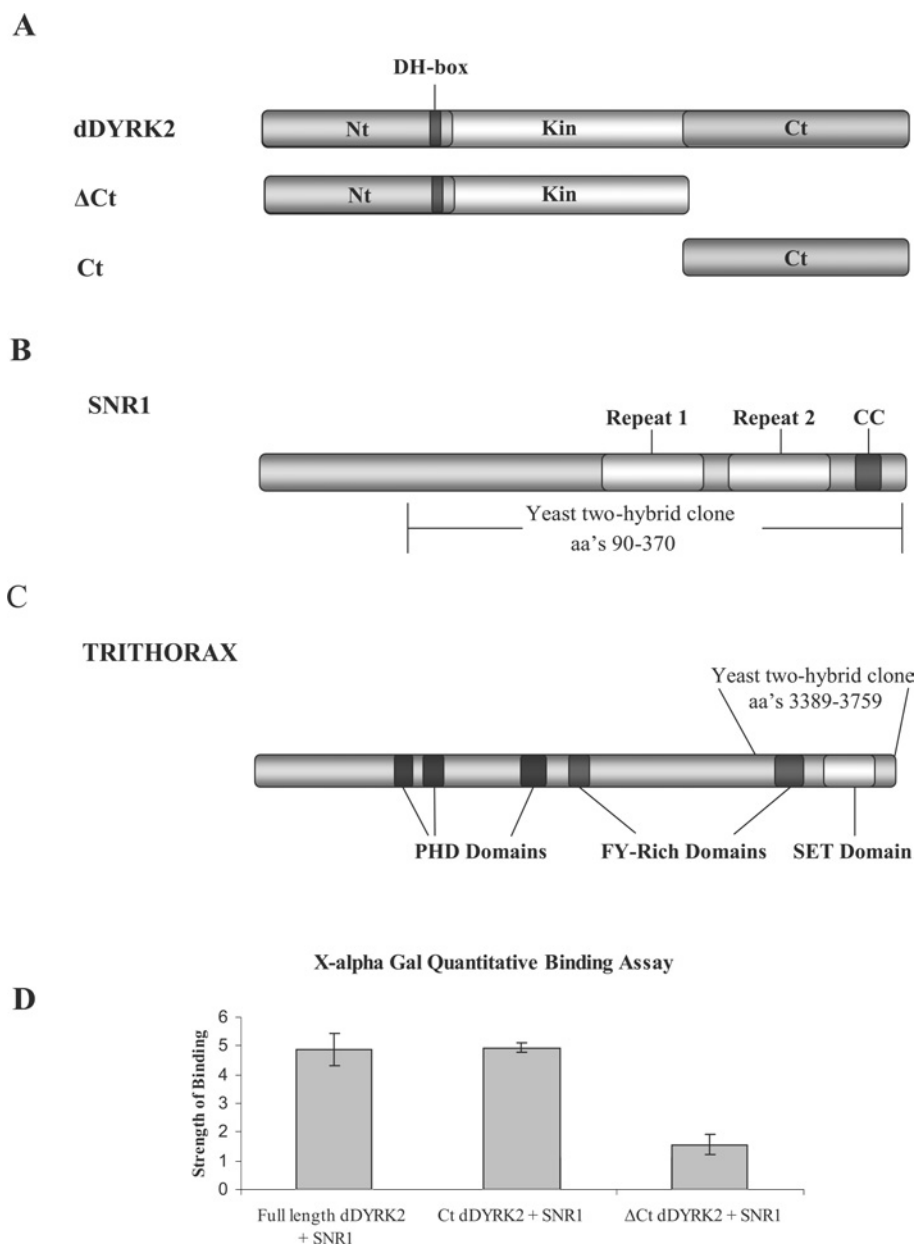 A
DH-box
dDYRK2
Nt
Kin
Ct
ΔCt
Nt
Kin
Ct
Ct
B
SNR1
Repeat 1
Repeat 2
CC
Yeast two-hybrid clone
aa's 90-370
C
TRITHORAX
Yeast two-hybrid clone
aa's 3389-3759
PHD Domains
FY-Rich Domains
SET Domain
X-alpha Gal Quantitative Binding Assay
D
Strength of Binding
6
5
4
3
2
1
0
Full length dDYRK2
+ SNR1
Ct dDYRK2 + SNR1
ΔCt dDYRK2 + SNR1